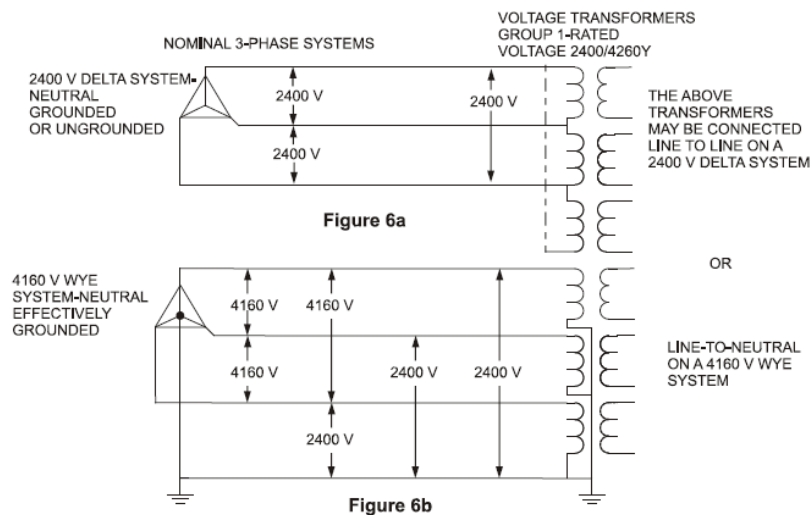 NOMINAL 3-PHASE SYSTEMS
VOLTAGE TRANSFORMERS
GROUP 1-RATED
VOLTAGE 2400/4260Y
2400 V DELTA SYSTEM-
NEUTRAL
GROUNDED
OR UNGROUNDED
2400 V
2400 V
2400 V
THE ABOVE
TRANSFORMERS
MAY BE CONNECTED
LINE TO LINE ON A
2400 V DELTA SYSTEM
Figure 6a
OR
4160 V WYE
SYSTEM-NEUTRAL
EFFECTIVELY
GROUNDED
4160 V
4160 V
4160 V
2400 V
2400 V
2400 V
LINE-TO-NEUTRAL
ON A 4160 V WYE
SYSTEM
Figure 6b